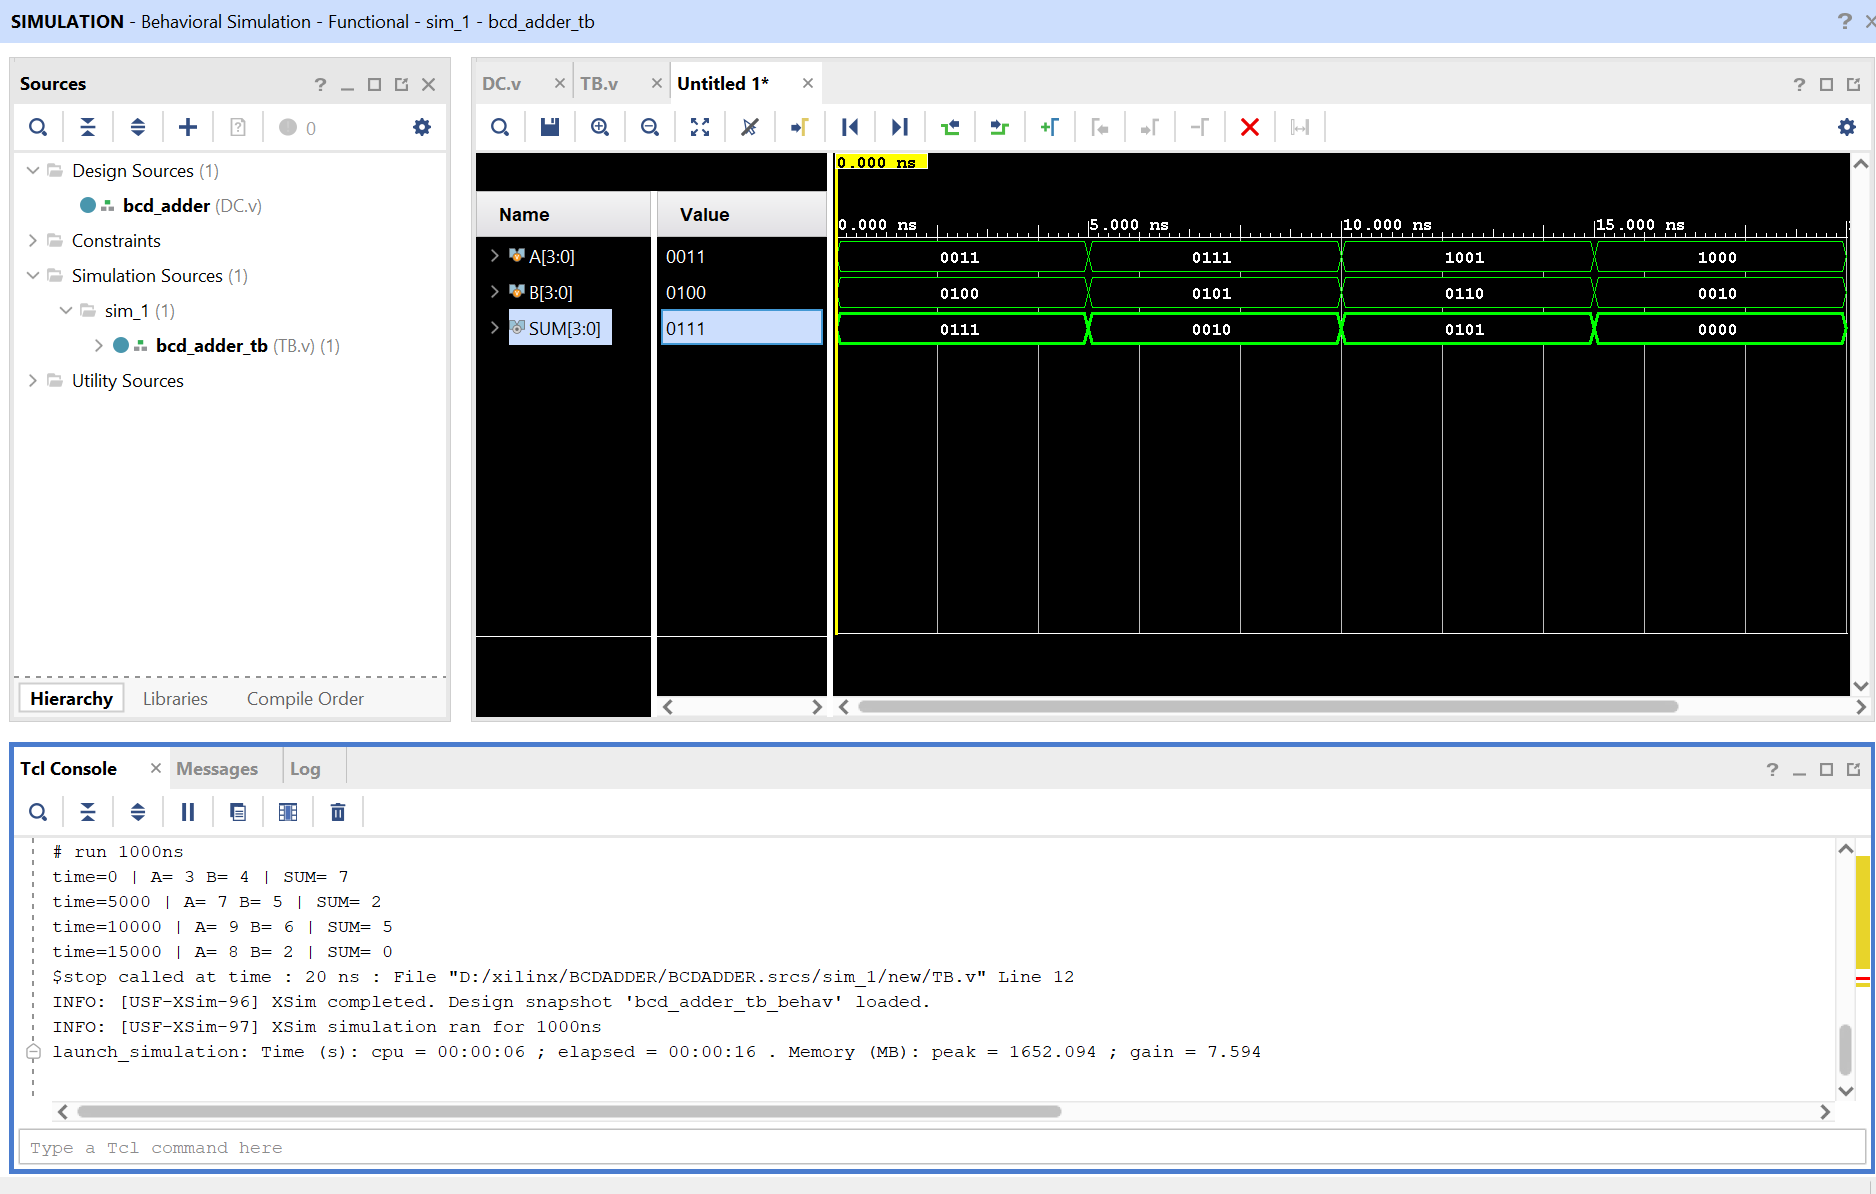 SIMULATION - Behavioral Simulation - Functional - sim_1 - bcd_adder_tb
Sources
0
Design Sources (1)
bcd_adder (DC.v)
Constraints
Simulation Sources (1)
sim_1 (1)
bcd_adder_tb (TB.v) (1)
Utility Sources
Hierarchy Libraries Compile Order
DC.v TB.v Untitled 1*
0.000 ns
Name Value
0.000 ns 5.000 ns 10.000 ns 15.000 ns
A[3:0] 0011 0011 0111 1001 1000
B[3:0] 0100 0100 0101 0110 0010
SUM[3:0] 0111 0111 0010 0101 0000
Tcl Console Messages Log
# run 1000ns
time=0 | A= 3 B= 4 | SUM= 7
time=5000 | A= 7 B= 5 | SUM= 2
time=10000 | A= 9 B= 6 | SUM= 5
time=15000 | A= 8 B= 2 | SUM= 0
$stop called at time : 20 ns : File "D:/xilinx/BCDADDER/BCDADDER.srcs/sim_1/new/TB.v" Line 12
INFO: [USF-XSim-96] XSim completed. Design snapshot 'bcd_adder_tb_behav' loaded.
INFO: [USF-XSim-97] XSim simulation ran for 1000ns
launch_simulation: Time (s): cpu = 00:00:06 ; elapsed = 00:00:16 . Memory (MB): peak = 1652.094 ; gain = 7.594
Type a Tcl command here